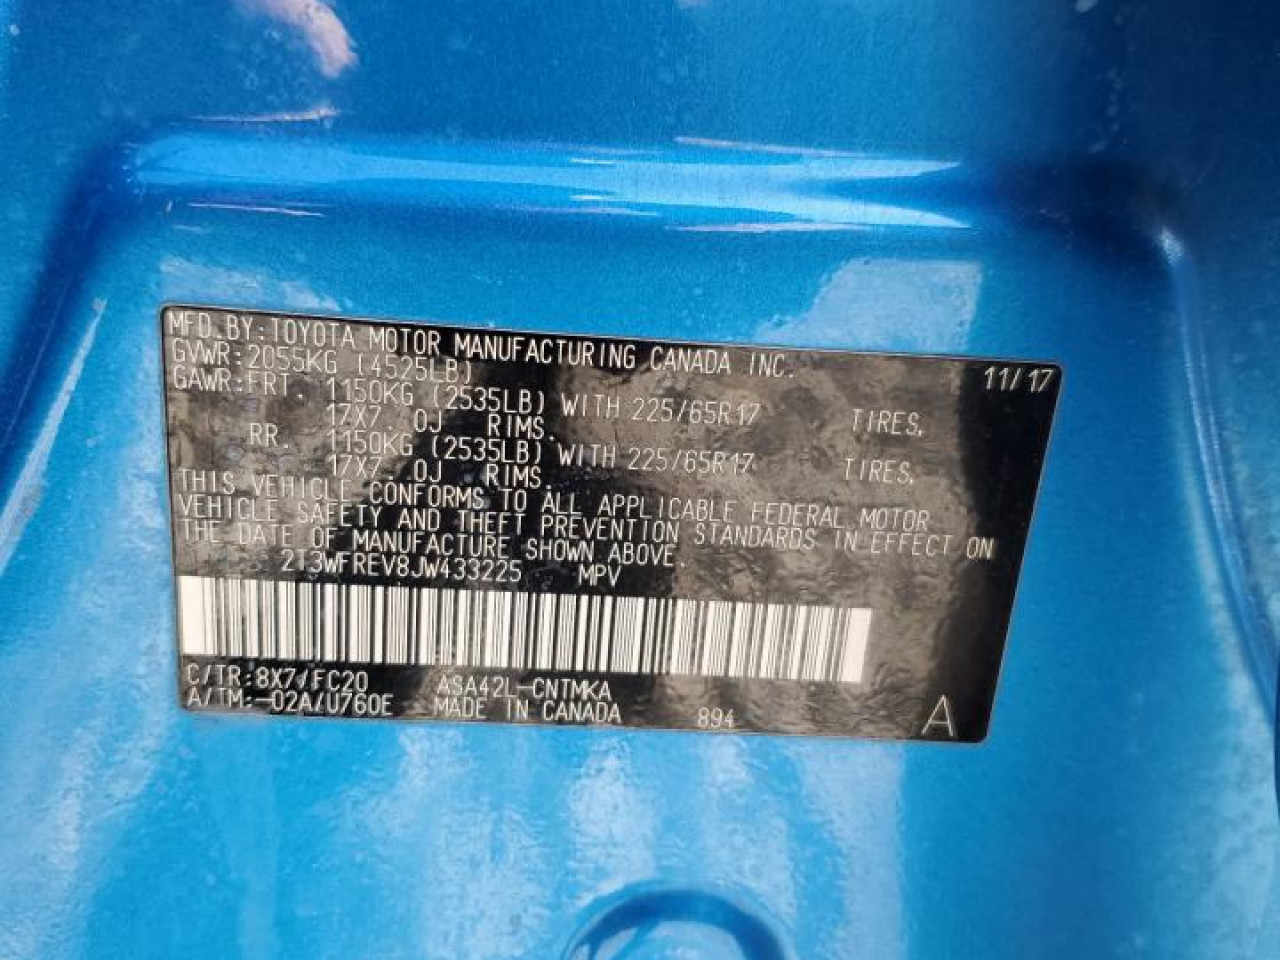 MFD.BY:TOYOTA MOTOR MANUFACTURING CANADA INC. 11/17
GVWR:2055KG (4525LB)
GAWR:FRT. 1150KG (2535LB) WITH 225/65R17 TIRES,
17X7.0J RIMS.
RR. 1150KG (2535LB) WITH 225/65R17 TIRES,
17X7.0J RIMS.
THIS VEHICLE CONFORMS TO ALL APPLICABLE FEDERAL MOTOR
VEHICLE SAFETY AND THEFT PREVENTION STANDARDS IN EFFECT ON
THE DATE OF MANUFACTURE SHOWN ABOVE.
2T3WFREV8JW433225 MPV
C/TR:8X7/FC20 ASA42L-CNTMKA
A/TM:-02A/U760E MADE IN CANADA 894 A